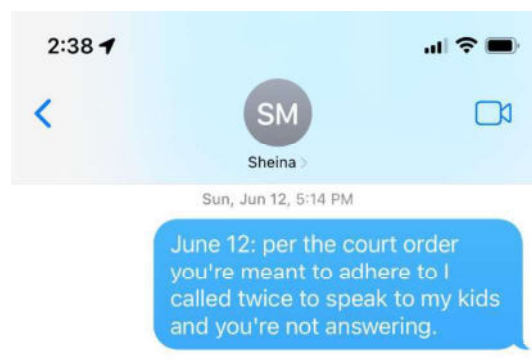 2:38
SM
Sheina
Sun, Jun 12, 5:14 PM
June 12: per the court order
you're meant to adhere to I
called twice to speak to my kids
and you're not answering.